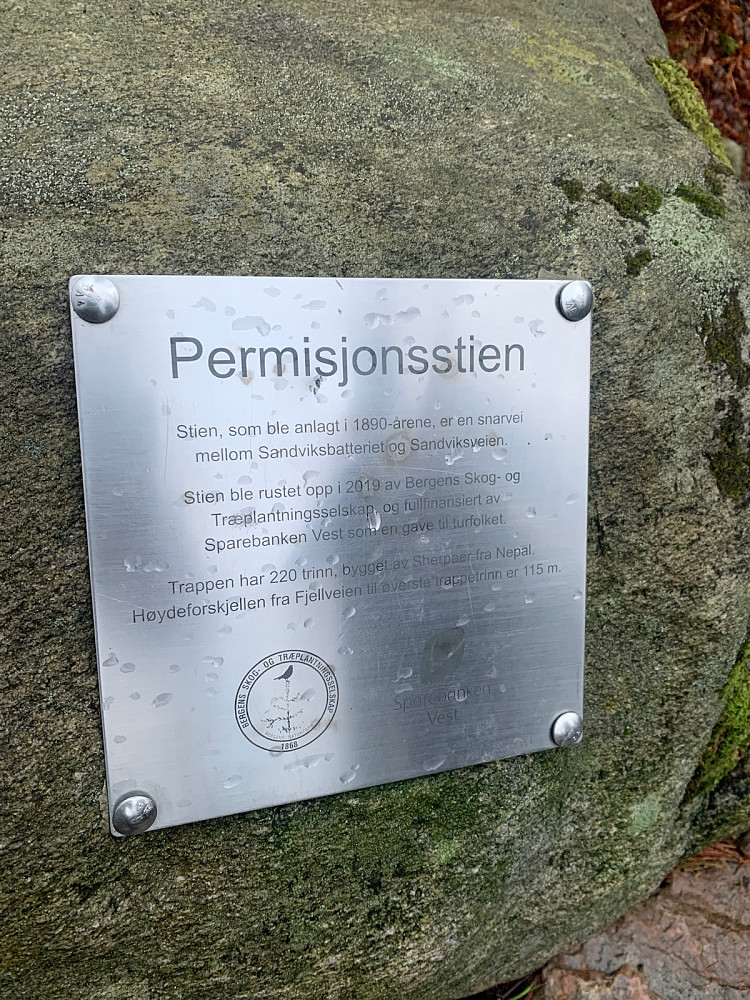 Permisjonsstien
Stien, som ble anlagt i 1890-årene, er en snarvei
mellom Sandviksbatteriet og Sandviksveien.
Stien ble rustet opp i 2019 av Bergens Skog- og
Træplantningsselskap, og fullfinansiert av
Sparebanken Vest som en gave til turfolket.
Trappen har 220 trinn, bygget av Sherpaer fra Nepal.
Høydeforskjellen fra Fjellveien til øverste trappetrinn er 115 m.
BERGENS SKOG- OG TRÆPLANTNINGSSELSKAP
1868
Sparebanken
Vest